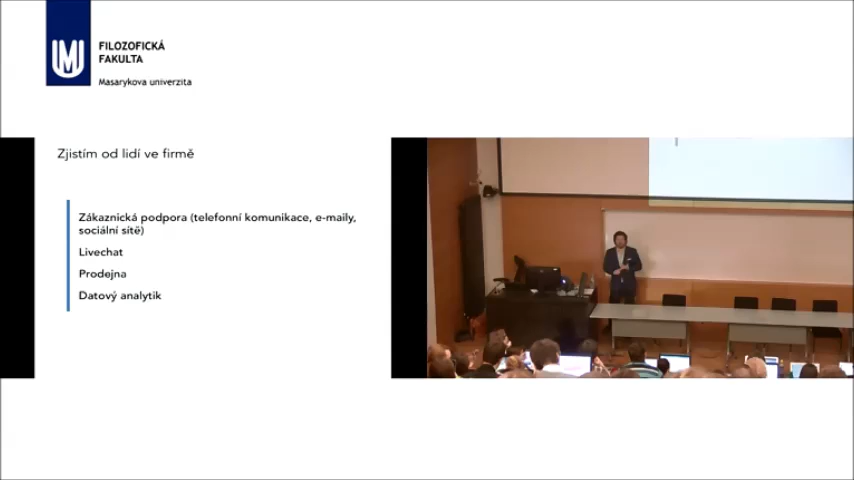 MU
FILOZOFICKÁ
FAKULTA
Masarykova univerzita
Zjistím od lidí ve firmě
Zákaznická podpora (telefonní komunikace, e-maily,
sociální sítě)
Livechat
Prodejna
Datový analytik